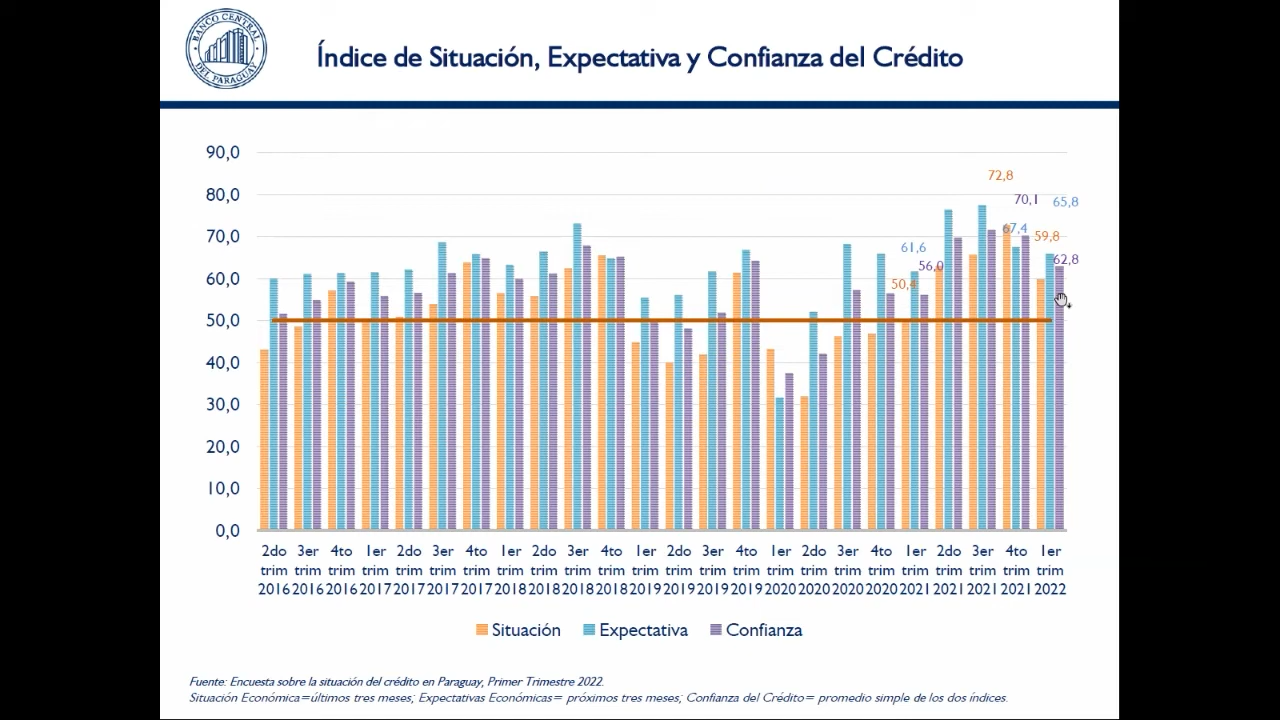 BANCO CENTRAL DEL PARAGUAY
Índice de Situación, Expectativa y Confianza del Crédito
90,0
80,0
70,0
60,0
50,0
40,0
30,0
20,0
10,0
0,0
72,8
70,1
65,8
67,4
59,8
61,6
56,0
62,8
50,4
2do 3er 4to 1er 2do 3er 4to 1er 2do 3er 4to 1er 2do 3er 4to 1er 2do 3er 4to 1er 2do 3er 4to 1er
trim trim trim trim trim trim trim trim trim trim trim trim trim trim trim trim trim trim trim trim trim trim trim trim
2016 2016 2016 2017 2017 2017 2017 2018 2018 2018 2018 2019 2019 2019 2019 2020 2020 2020 2020 2021 2021 2021 2021 2022
Situación Expectativa Confianza
Fuente: Encuesta sobre la situación del crédito en Paraguay, Primer Trimestre 2022.
Situación Económica=últimos tres meses; Expectativas Económicas= próximos tres meses; Confianza del Crédito= promedio simple de los dos índices.